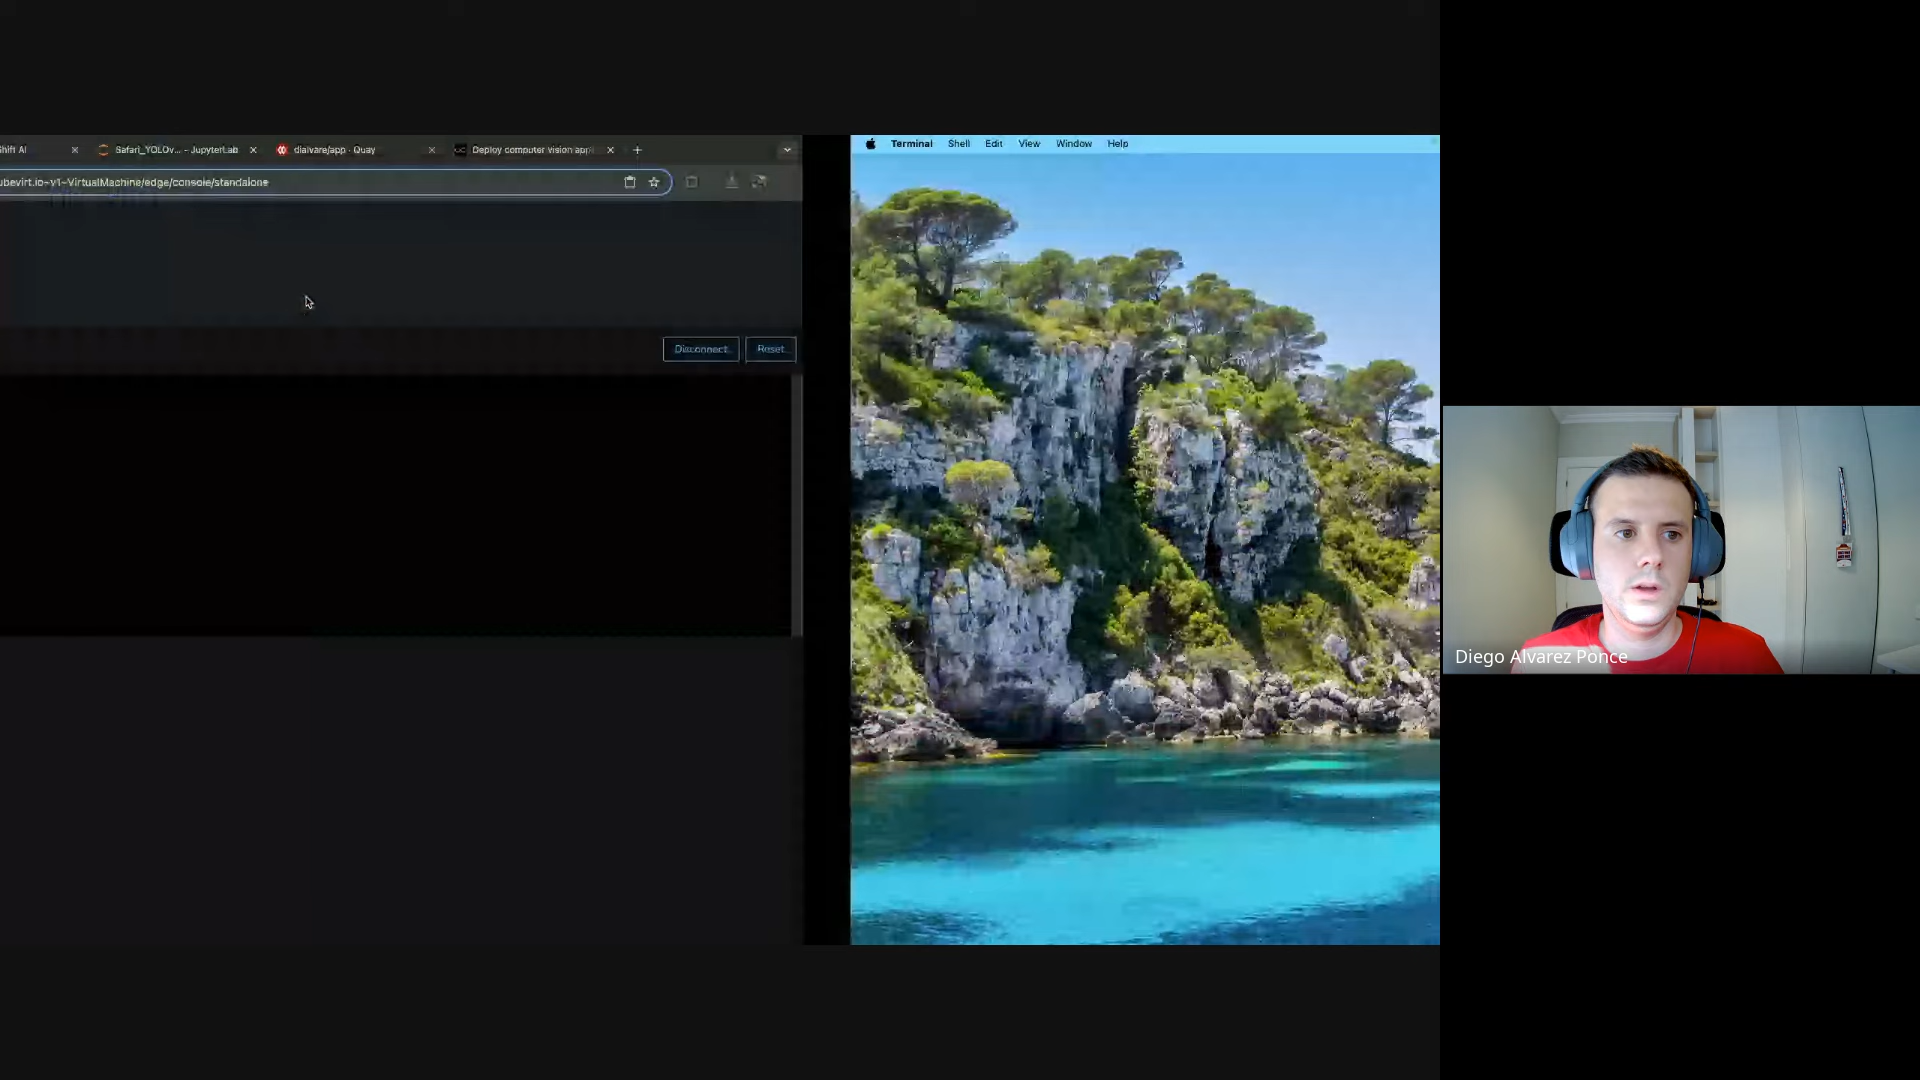 Shift AI
Safari_YOLOv... - JupyterLab
dialvare/app · Quay
Deploy computer vision app
ubevirt.io~v1~VirtualMachine/edge/console/standalone
Disconnect
Reset
Terminal Shell Edit View Window Help
Diego Alvarez Ponce